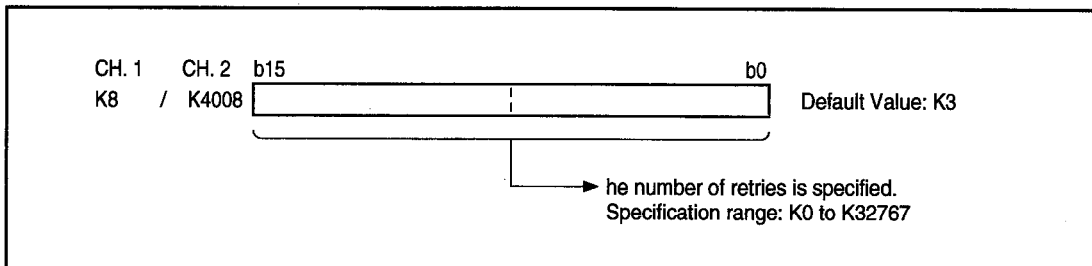 CH. 1 CH. 2 b15 b0
K8 / K4008 Default Value: K3
he number of retries is specified.
Specification range: K0 to K32767